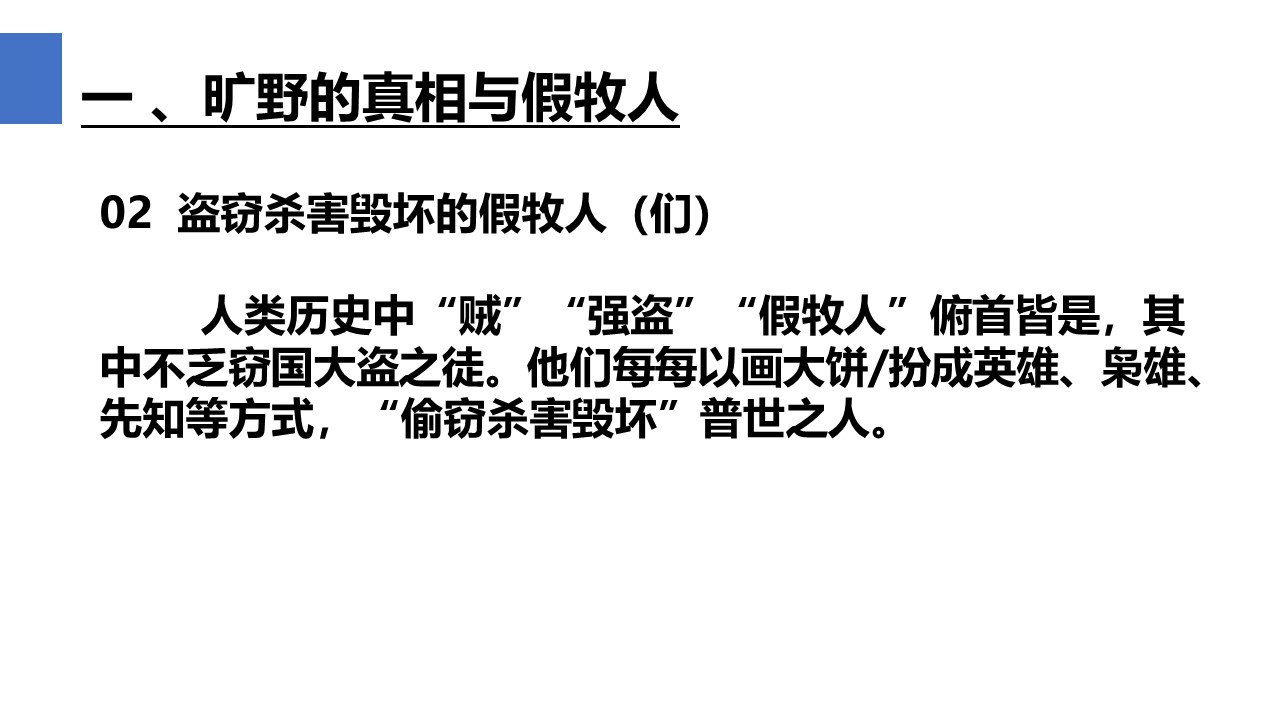 一 、旷野的真相与假牧人
02 盗窃杀害毁坏的假牧人（们）
人类历史中“贼”“强盗”“假牧人”俯首皆是，其
中不乏窃国大盗之徒。他们每每以画大饼/扮成英雄、枭雄、
先知等方式，“偷窃杀害毁坏”普世之人。